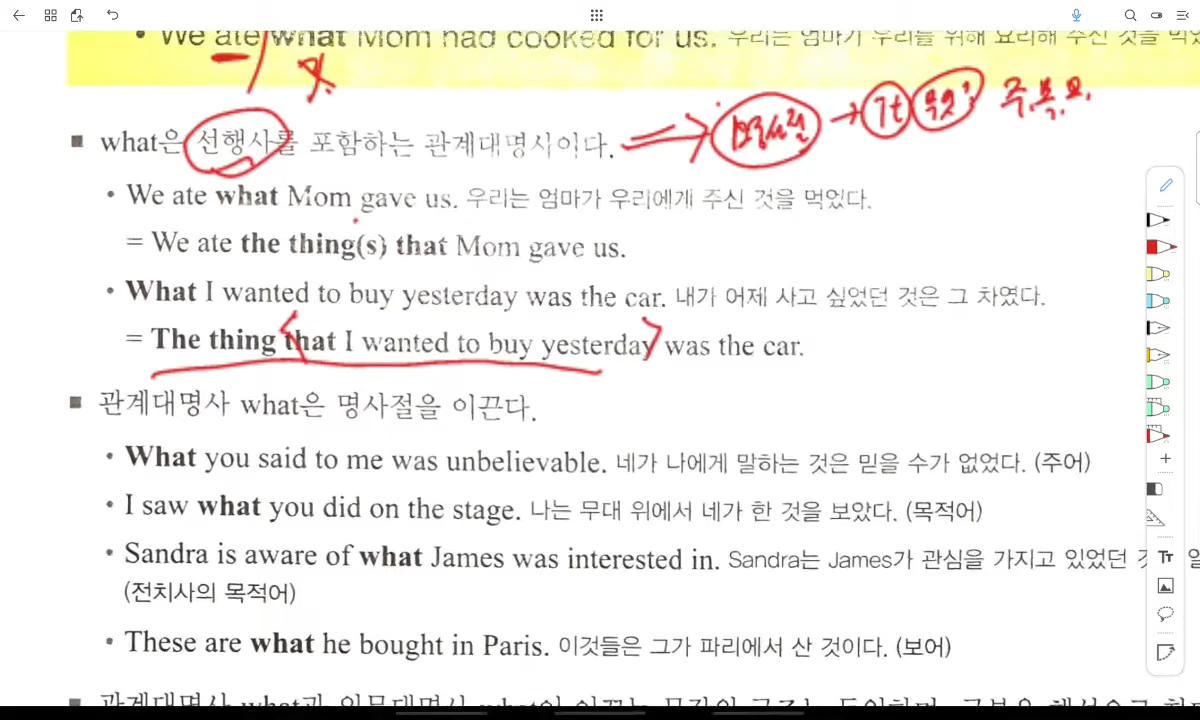 • We ate what Mom had cooked for us. 우리는 엄마가 우리를 위해 요리해 주신 것을 먹었
■ what은 선행사를 포함하는 관계대명사이다. ⇒ 명사절 → 것 무엇 주.목.보.
• We ate what Mom gave us. 우리는 엄마가 우리에게 주신 것을 먹었다.
= We ate the thing(s) that Mom gave us.
• What I wanted to buy yesterday was the car. 내가 어제 사고 싶었던 것은 그 차였다.
= The thing that I wanted to buy yesterday was the car.
■ 관계대명사 what은 명사절을 이끈다.
• What you said to me was unbelievable. 네가 나에게 말하는 것은 믿을 수가 없었다. (주어)
• I saw what you did on the stage. 나는 무대 위에서 네가 한 것을 보았다. (목적어)
• Sandra is aware of what James was interested in. Sandra는 James가 관심을 가지고 있었던
(전치사의 목적어)
• These are what he bought in Paris. 이것들은 그가 파리에서 산 것이다. (보어)
Tт